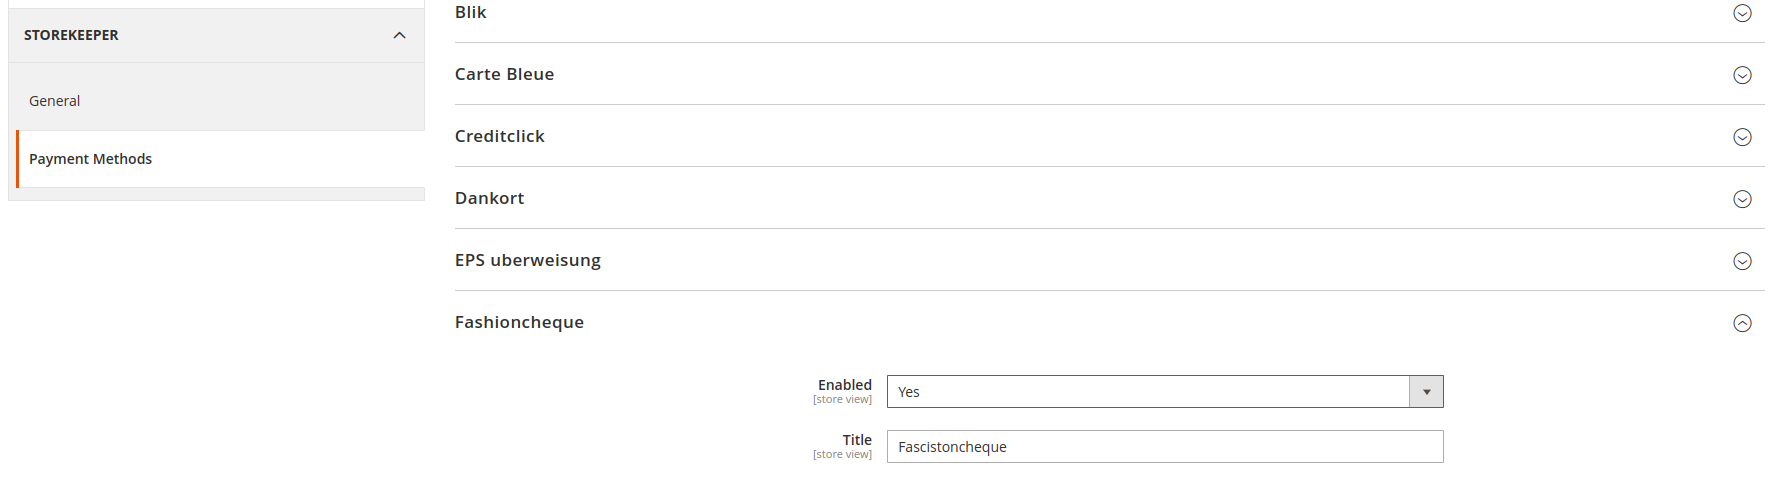 STOREKEEPER
General
Payment Methods
Blik
Carte Bleue
Creditclick
Dankort
EPS uberweisung
Fashioncheque
Enabled
[store view]
Yes
Title
[store view]
Fascistoncheque